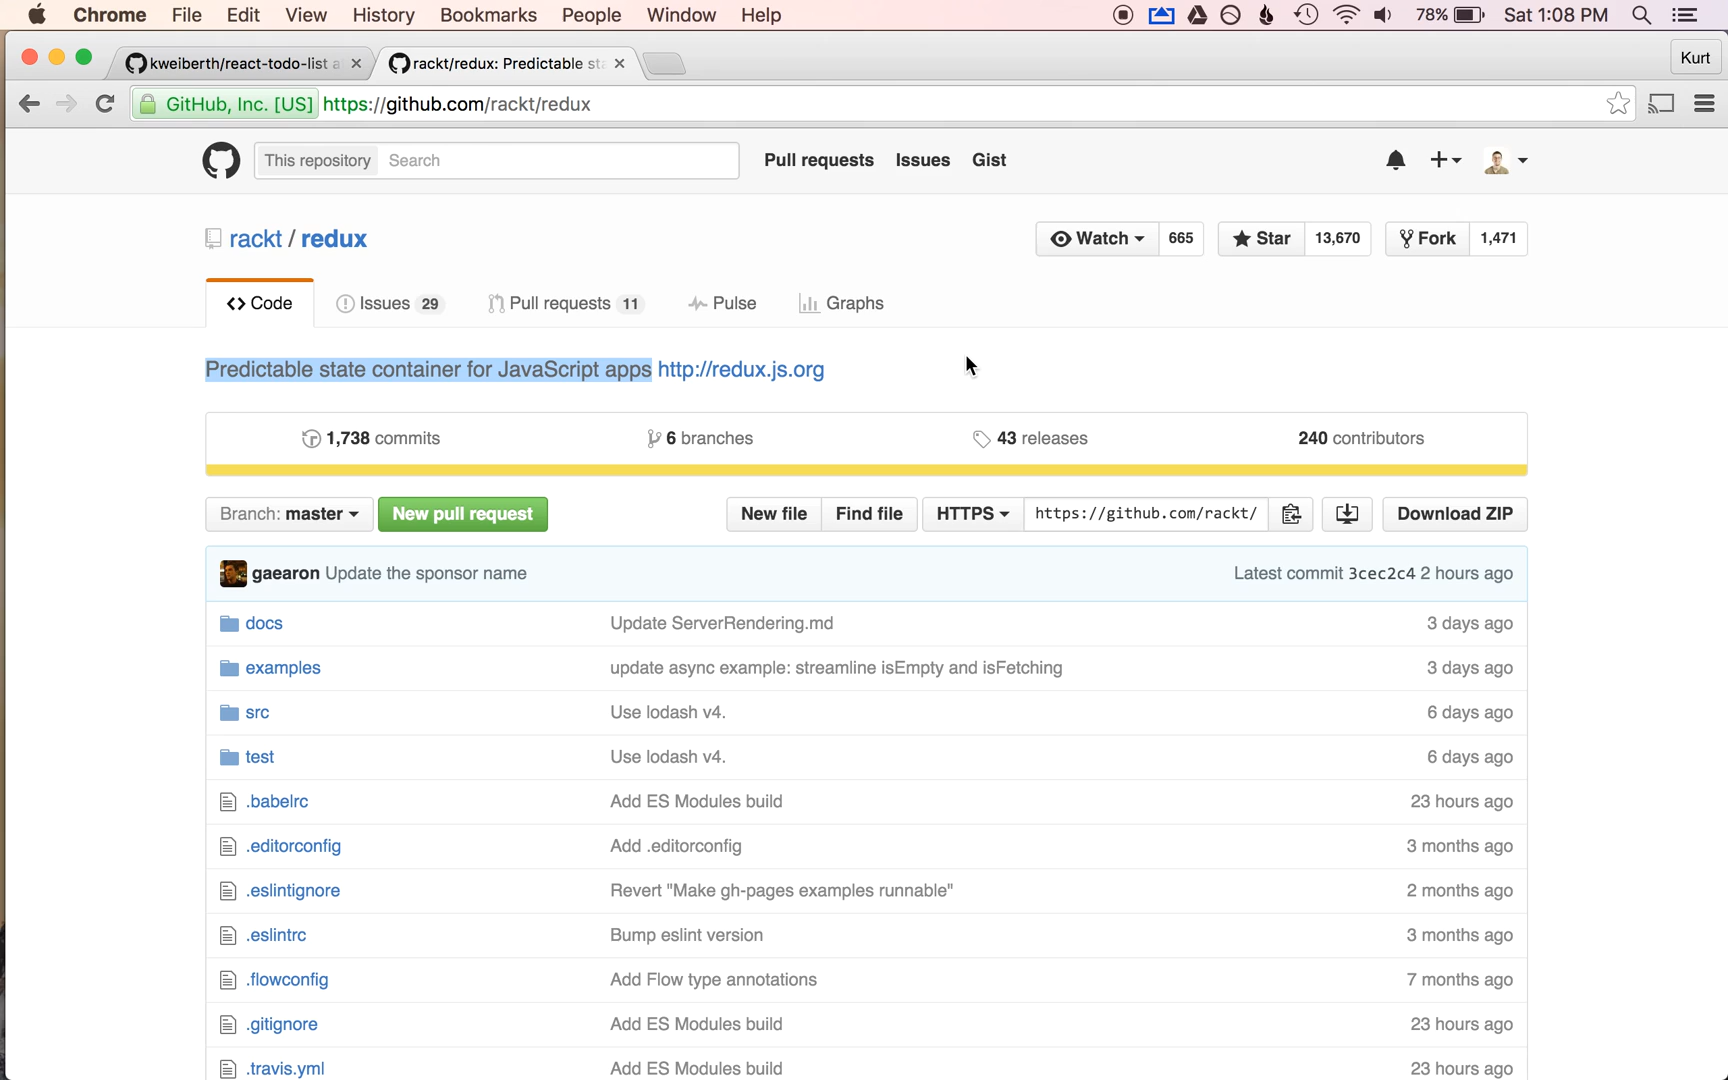 Chrome File Edit View History Bookmarks People Window Help 78% Sat 1:08 PM
kweiberth/react-todo-list a rackt/redux: Predictable sta Kurt
GitHub, Inc. [US] https://github.com/rackt/redux
This repository Search Pull requests Issues Gist
rackt / redux Watch 665 Star 13,670 Fork 1,471
Code Issues 29 Pull requests 11 Pulse Graphs
Predictable state container for JavaScript apps http://redux.js.org
1,738 commits 6 branches 43 releases 240 contributors
Branch: master New pull request New file Find file HTTPS https://github.com/rackt/ Download ZIP
gaearon Update the sponsor name Latest commit 3cec2c4 2 hours ago
docs Update ServerRendering.md 3 days ago
examples update async example: streamline isEmpty and isFetching 3 days ago
src Use lodash v4. 6 days ago
test Use lodash v4. 6 days ago
.babelrc Add ES Modules build 23 hours ago
.editorconfig Add .editorconfig 3 months ago
.eslintignore Revert "Make gh-pages examples runnable" 2 months ago
.eslintrc Bump eslint version 3 months ago
.flowconfig Add Flow type annotations 7 months ago
.gitignore Add ES Modules build 23 hours ago
.travis.yml Add ES Modules build 23 hours ago